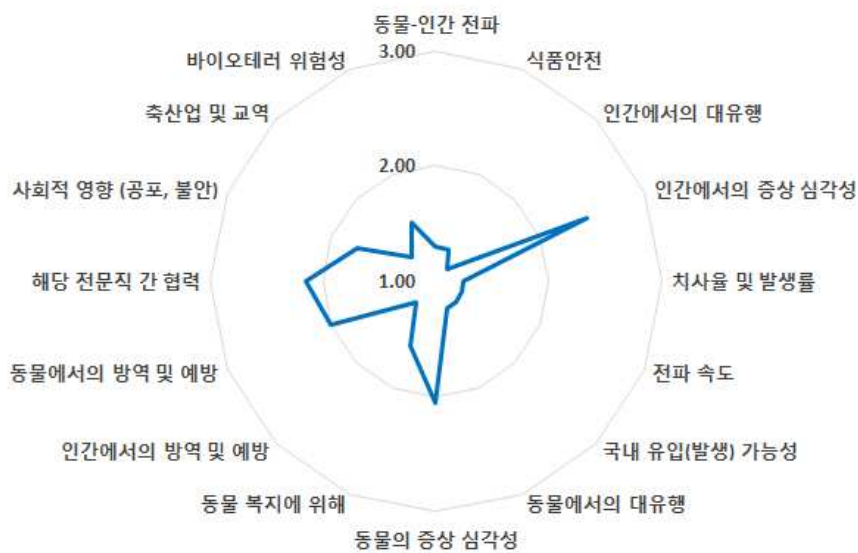 동물-인간 전파
3.00
바이오테러 위험성
식품안전
축산업 및 교역
인간에서의 대유행
2.00
사회적 영향 (공포, 불안)
인간에서의 증상 심각성
해당 전문직 간 협력
1.00
치사율 및 발생률
동물에서의 방역 및 예방
전파 속도
인간에서의 방역 및 예방
국내 유입(발생) 가능성
동물 복지에 위해
동물에서의 대유행
동물의 증상 심각성